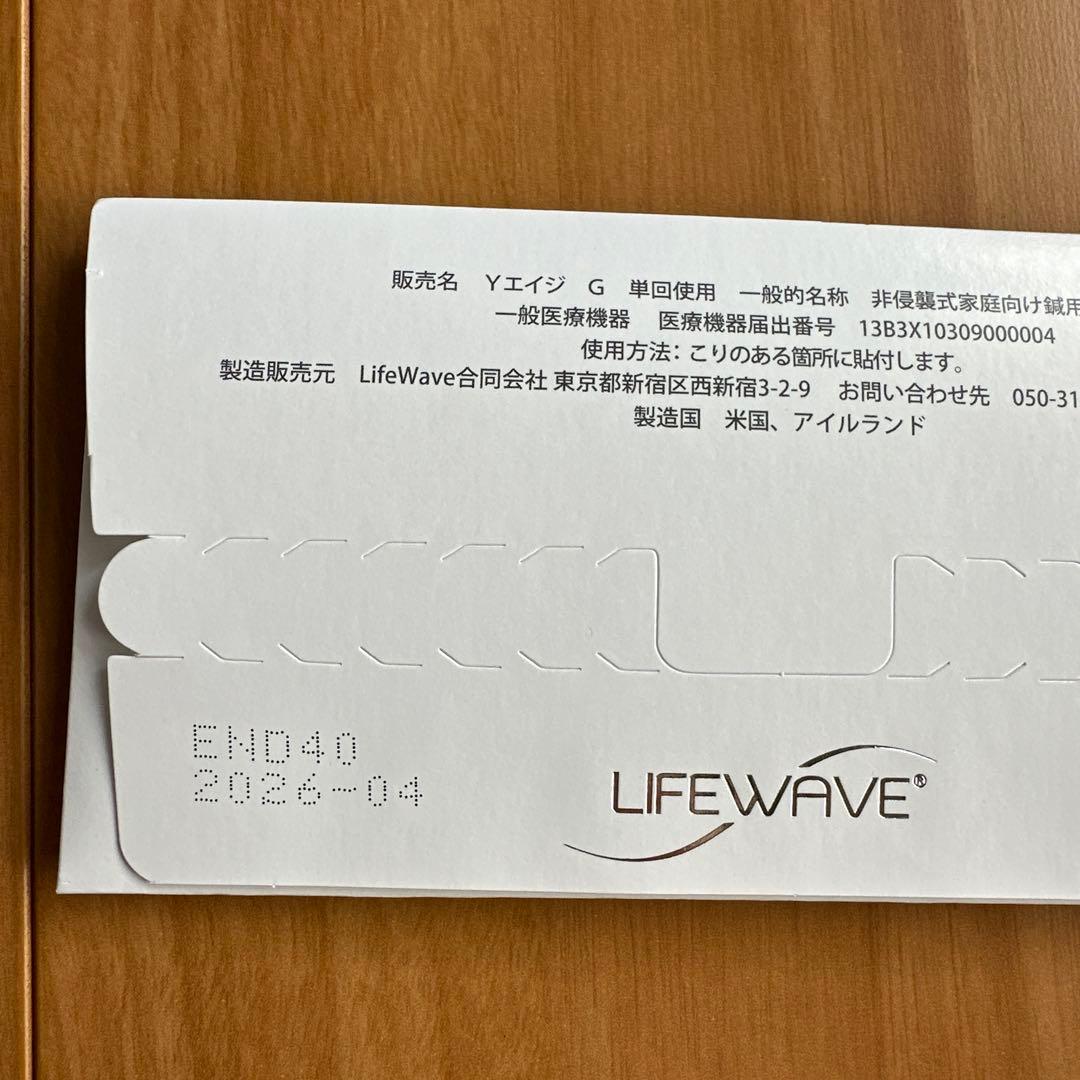 販売名 Yエイジ G 単回使用 一般的名称 非侵襲式家庭向け鍼用
一般医療機器 医療機器届出番号 13B3X10309000004
使用方法：こりのある箇所に貼付します。
製造販売元 LifeWave合同会社 東京都新宿区西新宿3-2-9 お問い合わせ先 050-31
製造国 米国、アイルランド
END40
2026-04
LIFEWAVE®